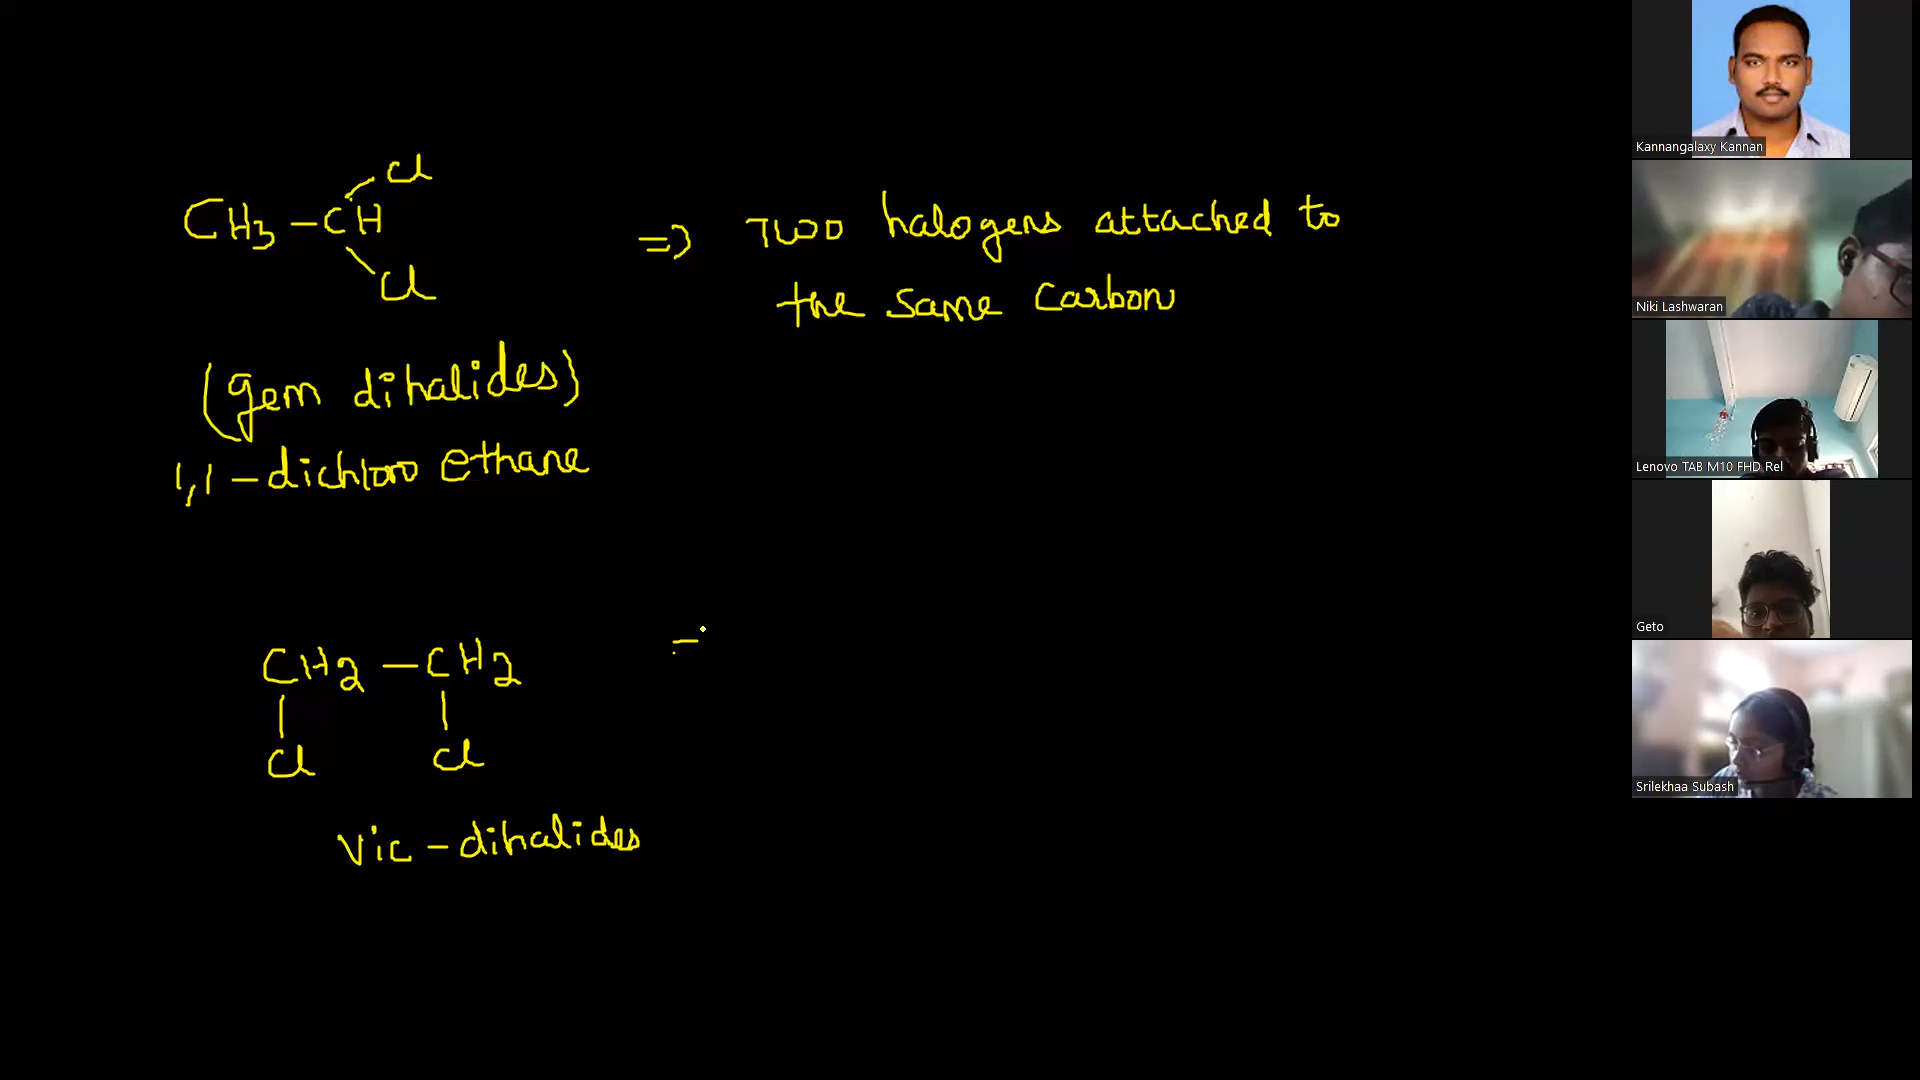 Cl
CH3 – CH
Cl
=> Two halogens attached to
the same carbon
(gem dihalides)
1,1 – dichloro ethane
CH2 – CH2
Cl Cl
Vic – dihalides
Kannangalaxy Kannan
Niki Lashwaran
Lenovo TAB M10 FHD Rel
Geto
Srilekhaa Subash